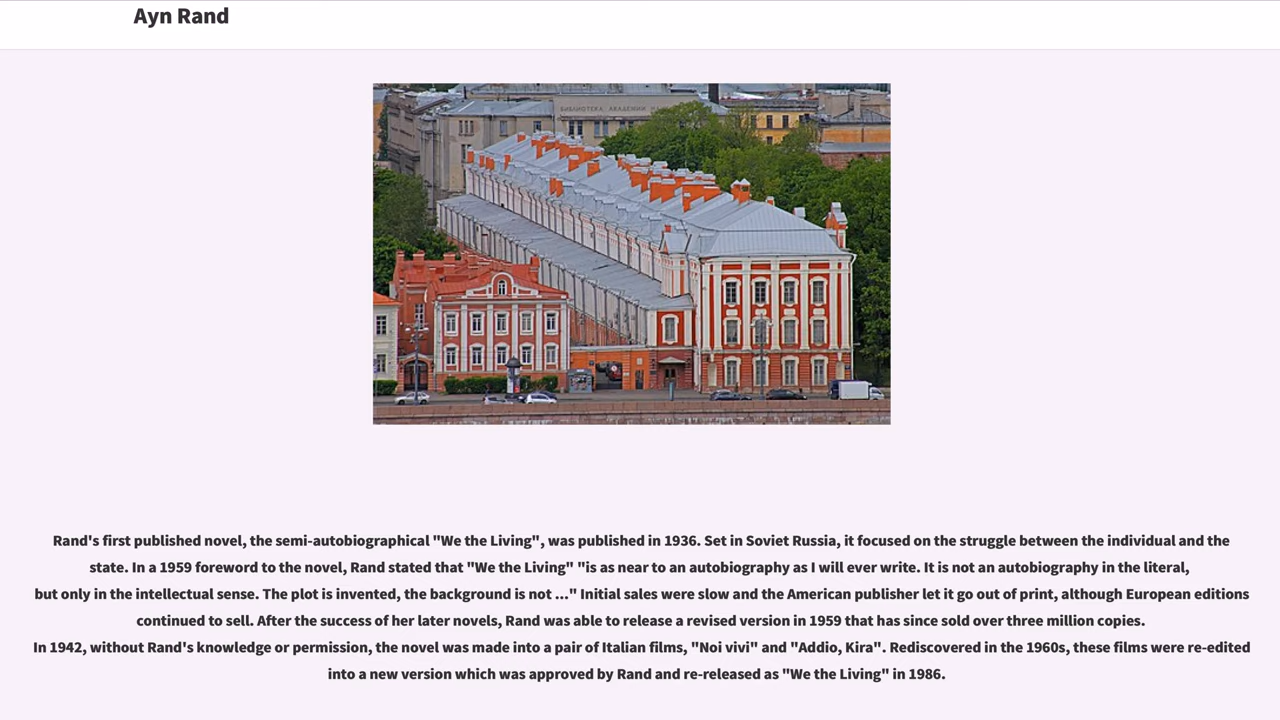 Ayn Rand
БИБЛИОТЕКА АКАДЕМИИ
Rand's first published novel, the semi-autobiographical "We the Living", was published in 1936. Set in Soviet Russia, it focused on the struggle between the individual and the
state. In a 1959 foreword to the novel, Rand stated that "We the Living" "is as near to an autobiography as I will ever write. It is not an autobiography in the literal,
but only in the intellectual sense. The plot is invented, the background is not ..." Initial sales were slow and the American publisher let it go out of print, although European editions
continued to sell. After the success of her later novels, Rand was able to release a revised version in 1959 that has since sold over three million copies.
In 1942, without Rand's knowledge or permission, the novel was made into a pair of Italian films, "Noi vivi" and "Addio, Kira". Rediscovered in the 1960s, these films were re-edited
into a new version which was approved by Rand and re-released as "We the Living" in 1986.